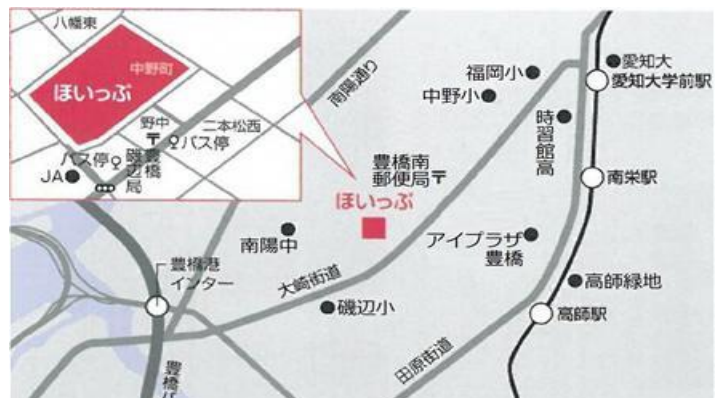 八幡東
中野町
ほいっぷ
野中
〒
二本松西
バス停
バス停
豊橋
磯辺局
JA
南陽通り
福岡小
中野小
愛知大
愛知大学前駅
時習館高
豊橋南
郵便局〒
ほいっぷ
南栄駅
南陽中
アイプラザ
豊橋
豊橋港
インター
大崎街道
磯辺小
高師緑地
高師駅
田原街道
豊橋バ